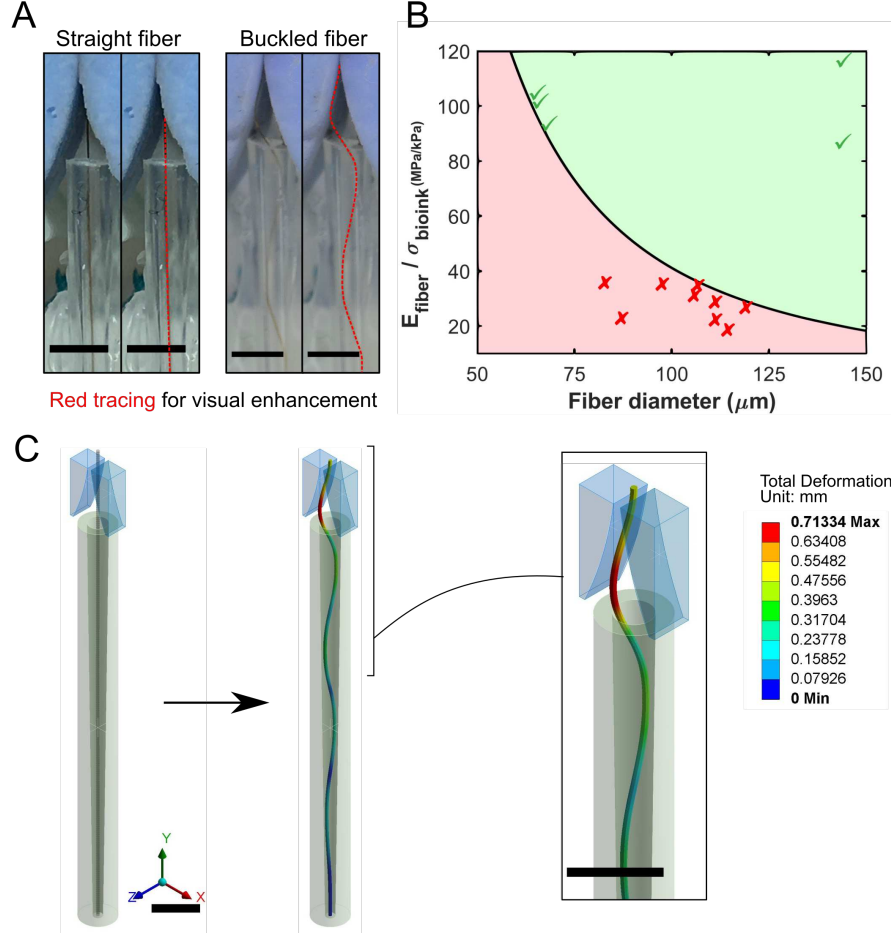 A
Straight fiber
Buckled fiber
Red tracing for visual enhancement
B
E_fiber / σ_bioink (MPa/kPa)
120
100
80
60
40
20
50
75
100
125
150
Fiber diameter (μm)
C
Y
Z
X
Total Deformation
Unit: mm
0.71334 Max
0.63408
0.55482
0.47556
0.3963
0.31704
0.23778
0.15852
0.07926
0 Min